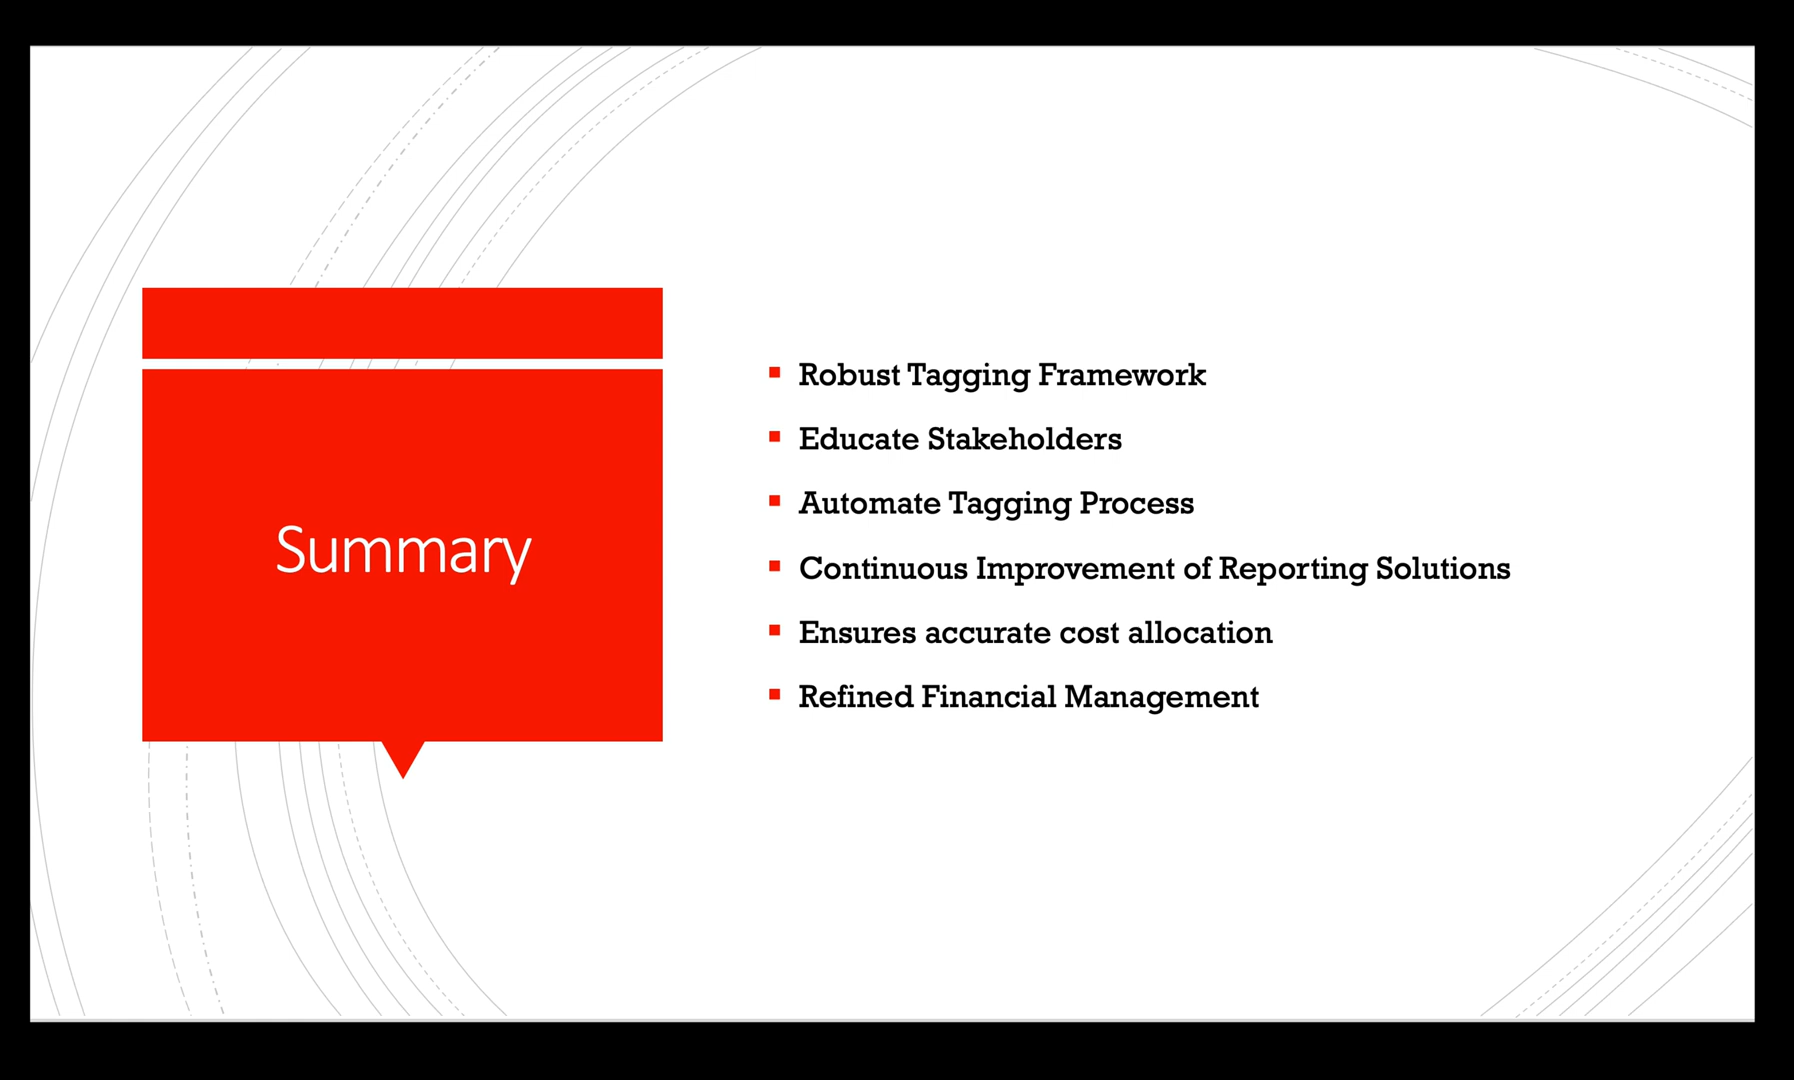 Summary
Robust Tagging Framework
Educate Stakeholders
Automate Tagging Process
Continuous Improvement of Reporting Solutions
Ensures accurate cost allocation
Refined Financial Management